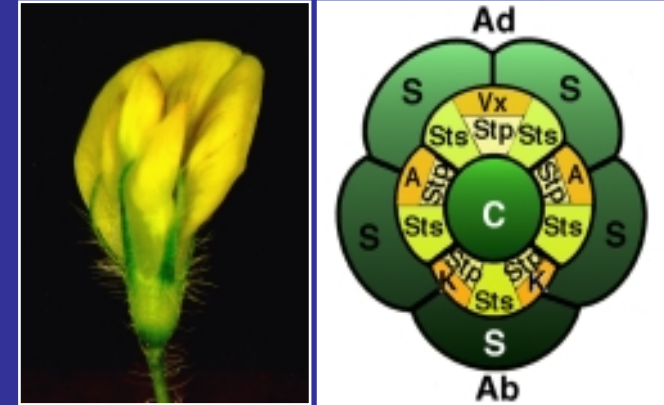 Ad
S S
Vx
Sts Stp Sts
A Stp Stp A
S Sts C Sts S
Stp Stp
K Sts K
S
Ab